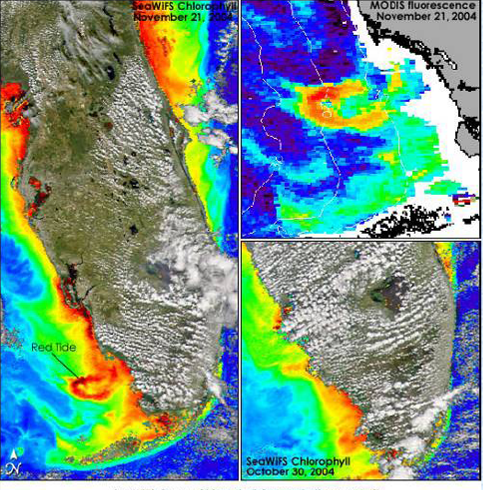 SeaWiFS Chlorophyll
November 21, 2004
MODIS fluorescence
November 21, 2004
Red Tide
N
SeaWiFS Chlorophyll
October 30, 2004